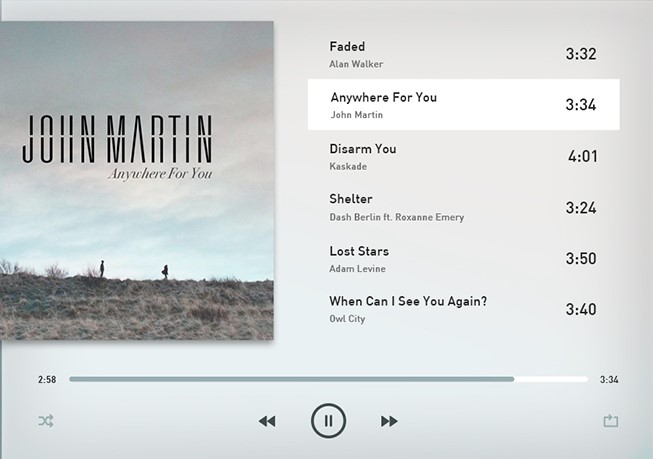 JOHN MARTIN
Anywhere For You
Faded
3:32
Alan Walker
Anywhere For You
3:34
John Martin
Disarm You
4:01
Kaskade
Shelter
3:24
Dash Berlin ft. Roxanne Emery
Lost Stars
3:50
Adam Levine
When Can I See You Again?
3:40
Owl City
2:58
3:34